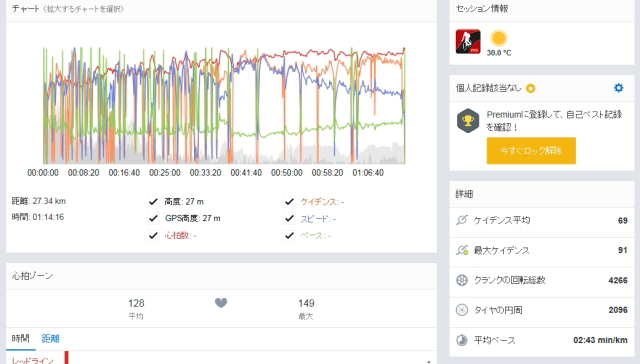 チャート (拡大するチャートを選択)
00:00:00 00:08:20 00:16:40 00:25:00 00:33:20 00:41:40 00:50:00 00:58:20 01:06:40
距離: 27.34 km
時間: 01:14:16
高度: 27 m
GPS高度: 27 m
心拍数: -
ケイデンス: -
スピード: -
ペース: -
心拍ゾーン
128
平均
149
最大
時間 距離
レッドライン
セッション情報
PRO
30.0 °C
個人記録該当なし
Premiumに登録して、自己ベスト記録
を確認！
今すぐロック解除
詳細
ケイデンス平均 69
最大ケイデンス 91
クランクの回転総数 4266
タイヤの円周 2096
平均ペース 02:43 min/km